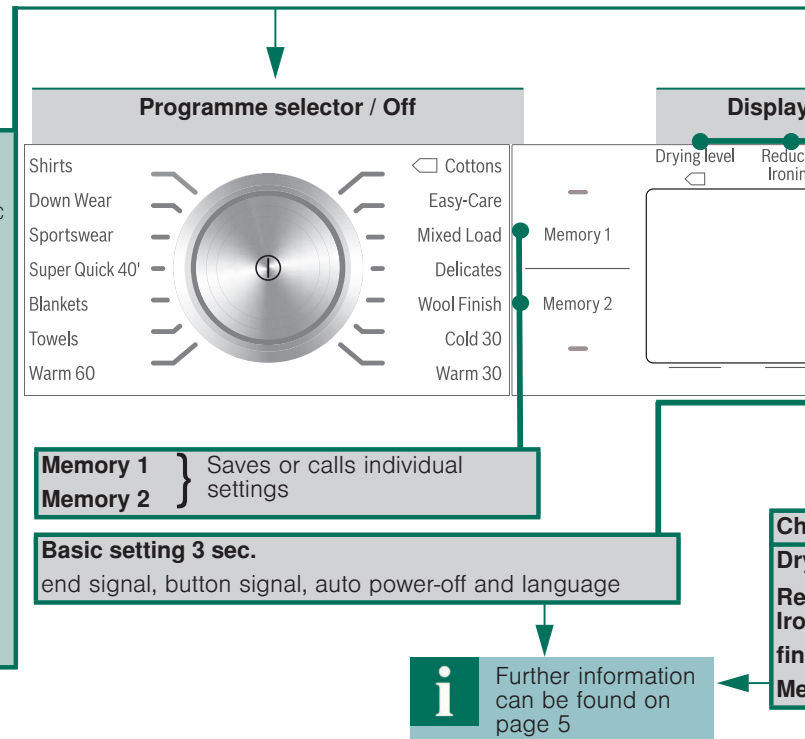 Programme selector / Off
Display
Shirts
Down Wear
Sportswear
Super Quick 40'
Blankets
Towels
Warm 60
Cottons
Easy-Care
Mixed Load
Delicates
Wool Finish
Cold 30
Warm 30
Memory 1
Memory 2
Drying level
Memory 1
Memory 2
Saves or calls individual
settings
Basic setting 3 sec.
end signal, button signal, auto power-off and language
i
Further information
can be found on
page 5